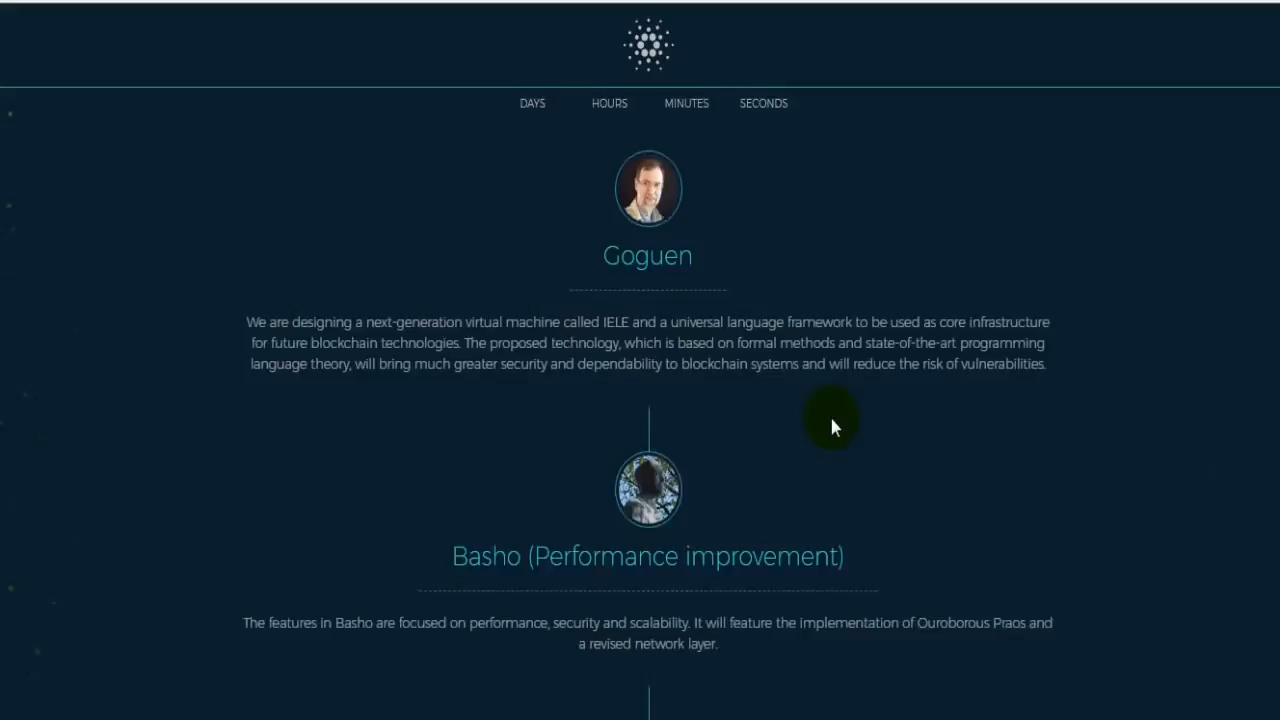 DAYS HOURS MINUTES SECONDS
Goguen
We are designing a next-generation virtual machine called IELE and a universal language framework to be used as core infrastructure
for future blockchain technologies. The proposed technology, which is based on formal methods and state-of-the-art programming
language theory, will bring much greater security and dependability to blockchain systems and will reduce the risk of vulnerabilities.
Basho (Performance improvement)
The features in Basho are focused on performance, security and scalability. It will feature the implementation of Ouroborous Praos and
a revised network layer.